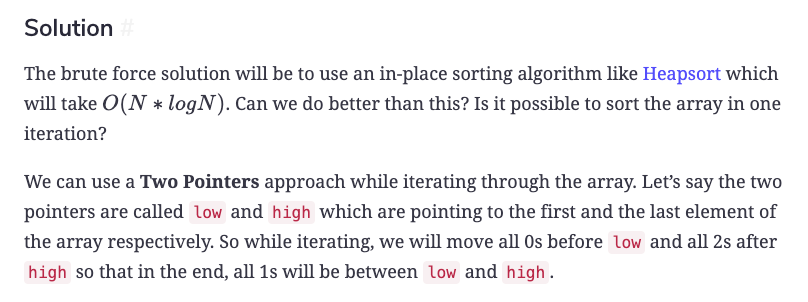 Solution #
The brute force solution will be to use an in-place sorting algorithm like Heapsort which
will take O(N * logN). Can we do better than this? Is it possible to sort the array in one
iteration?
We can use a Two Pointers approach while iterating through the array. Let’s say the two
pointers are called low and high which are pointing to the first and the last element of
the array respectively. So while iterating, we will move all 0s before low and all 2s after
high so that in the end, all 1s will be between low and high.